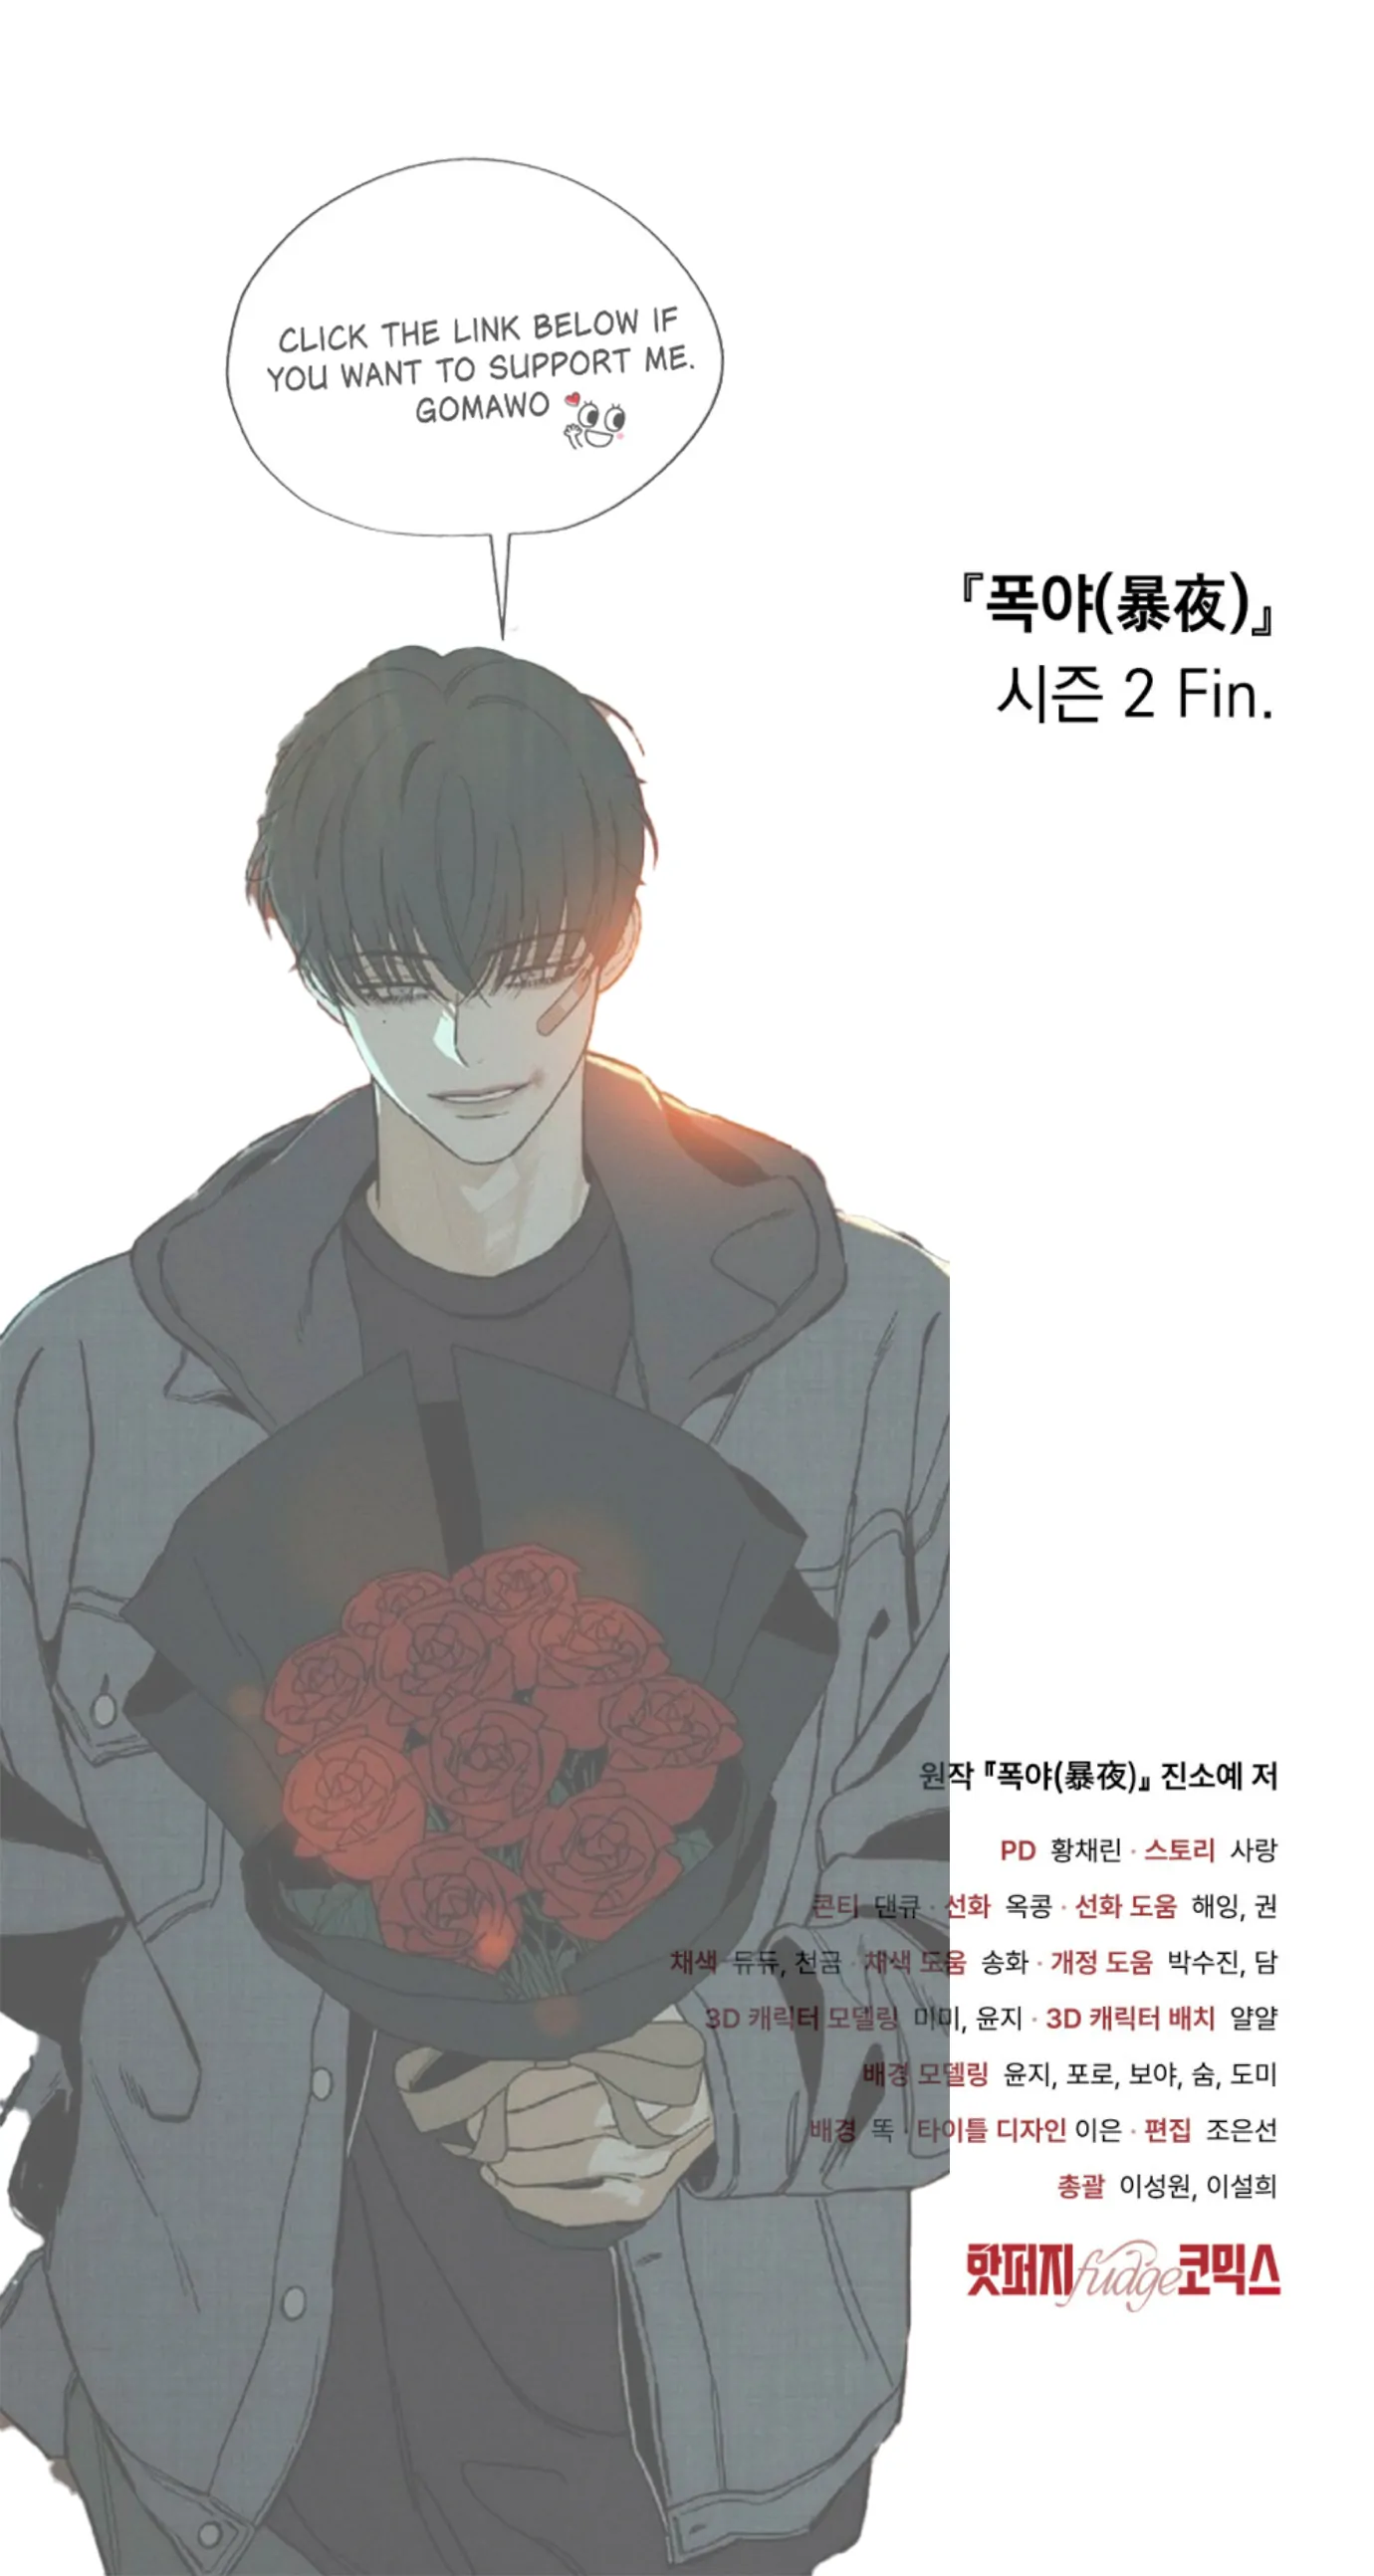 CLICK THE LINK BELOW IF
YOU WANT TO SUPPORT ME.
GOMAWO
『폭야(暴夜)』
시즌 2 Fin.
원작 『폭야(暴夜)』 진소예 저
PD 황채린 · 스토리 사랑
콘티 댄큐 · 선화 옥콩 · 선화 도움 해잉, 권
채색 듀듀, 천금 · 채색 도움 송화 · 개정 도움 박수진, 담
3D 캐릭터 모델링 미미, 윤지 · 3D 캐릭터 배치 얄얄
배경 모델링 윤지, 포로, 보야, 숨, 도미
배경 똑 · 타이틀 디자인 이은 · 편집 조은선
총괄 이성원, 이설희
핫퍼지fudge코믹스